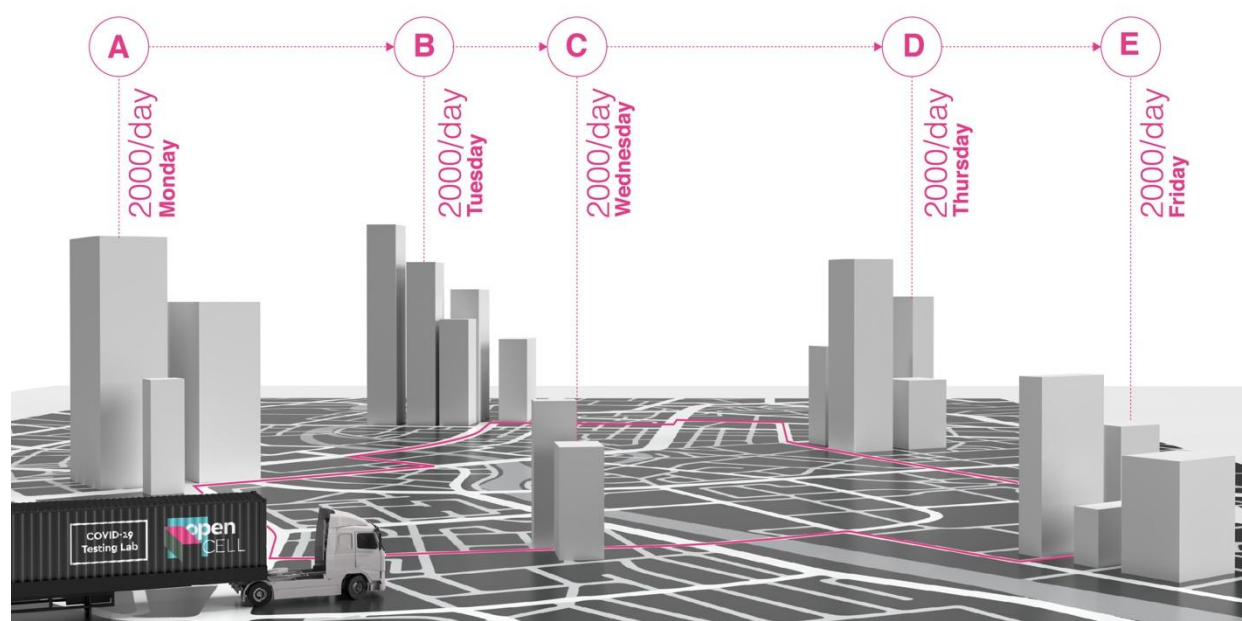 A
B
C
D
E
2000/day
Monday
2000/day
Tuesday
2000/day
Wednesday
2000/day
Thursday
2000/day
Friday
COVID-19
Testing Lab
open
CELL